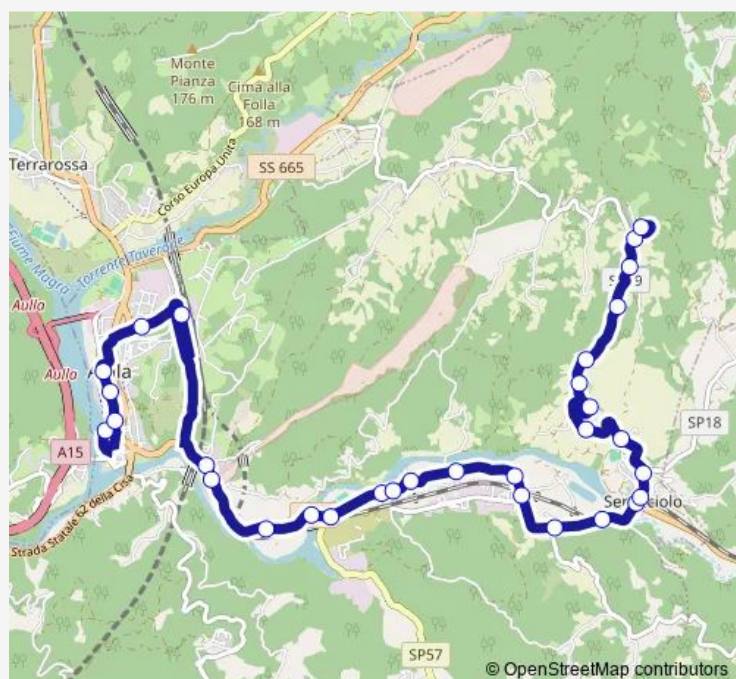 Monte
Pianza
176 m
Cima alla
Folla
168 m
Terrarossa
SS 665
Corso Europa Unita
Torrente Taverone
Fiume Magra
Aulla
Aulla
A15
SP18
Strada Statale 62 della Cisa
SP57
© OpenStreetMap contributors